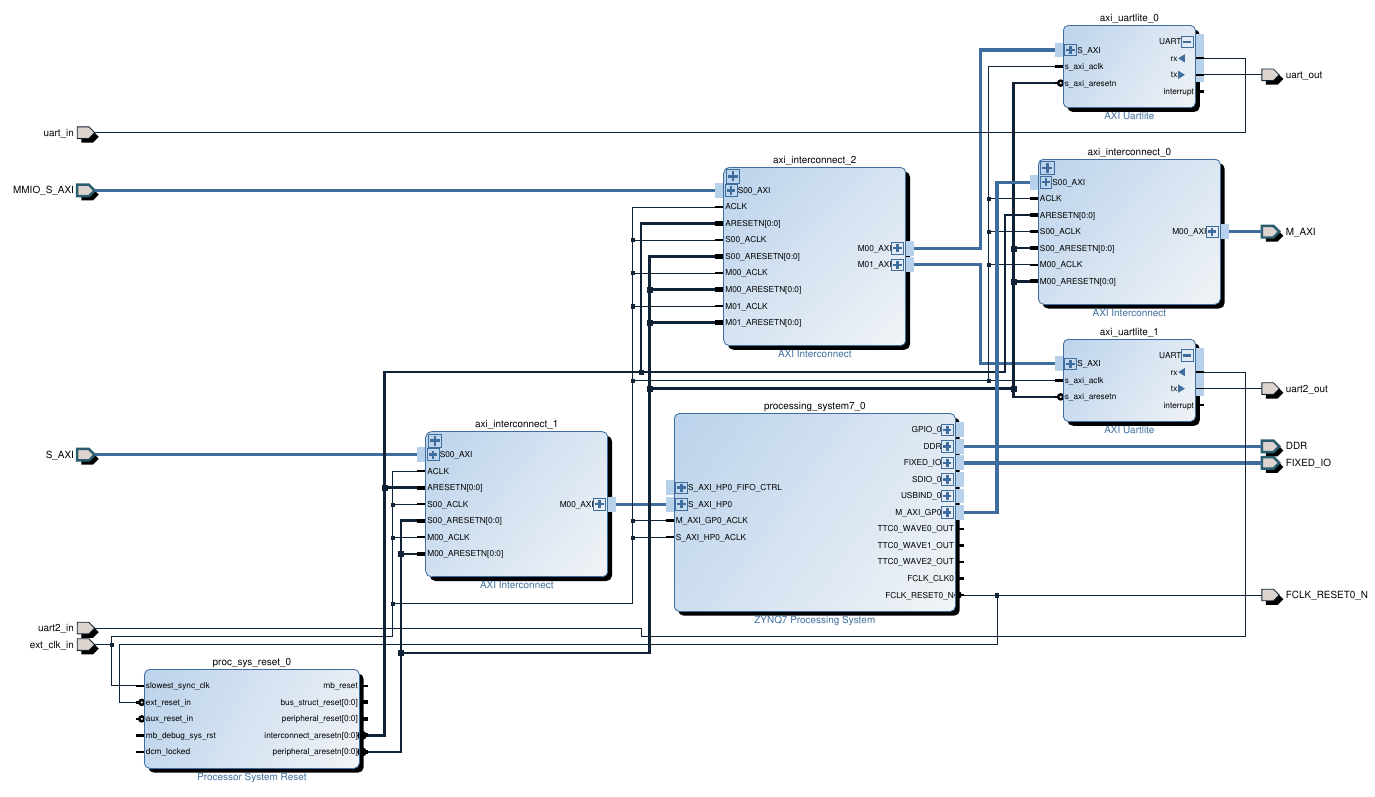 axi_uartlite_0
S_AXI
s_axi_aclk
s_axi_aresetn
UART
rx
tx
interrupt
AXI Uartlite
uart_out
uart_in
MMIO_S_AXI
axi_interconnect_2
S00_AXI
ACLK
ARESETN[0:0]
S00_ACLK
S00_ARESETN[0:0]
M00_ACLK
M00_ARESETN[0:0]
M01_ACLK
M01_ARESETN[0:0]
M00_AXI
M01_AXI
AXI Interconnect
axi_interconnect_0
S00_AXI
ACLK
ARESETN[0:0]
S00_ACLK
S00_ARESETN[0:0]
M00_ACLK
M00_ARESETN[0:0]
M00_AXI
AXI Interconnect
M_AXI
axi_uartlite_1
S_AXI
s_axi_aclk
s_axi_aresetn
UART
rx
tx
interrupt
AXI Uartlite
uart2_out
S_AXI
axi_interconnect_1
S00_AXI
ACLK
ARESETN[0:0]
S00_ACLK
S00_ARESETN[0:0]
M00_ACLK
M00_ARESETN[0:0]
M00_AXI
AXI Interconnect
processing_system7_0
S_AXI_HP0_FIFO_CTRL
S_AXI_HP0
M_AXI_GP0_ACLK
S_AXI_HP0_ACLK
GPIO_0
DDR
FIXED_IO
SDIO_0
USBIND_0
M_AXI_GP0
TTC0_WAVE0_OUT
TTC0_WAVE1_OUT
TTC0_WAVE2_OUT
FCLK_CLK0
FCLK_RESET0_N
ZYNQ7 Processing System
DDR
FIXED_IO
FCLK_RESET0_N
uart2_in
ext_clk_in
proc_sys_reset_0
slowest_sync_clk
ext_reset_in
aux_reset_in
mb_debug_sys_rst
dcm_locked
mb_reset
bus_struct_reset[0:0]
peripheral_reset[0:0]
interconnect_aresetn[0:0]
peripheral_aresetn[0:0]
Processor System Reset